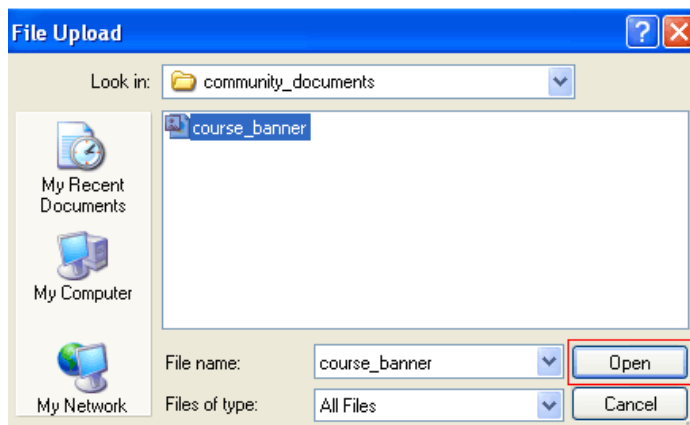 File Upload
Look in:
community_documents
course_banner
My Recent
Documents
My Computer
My Network
File name:
course_banner
Open
Files of type:
All Files
Cancel